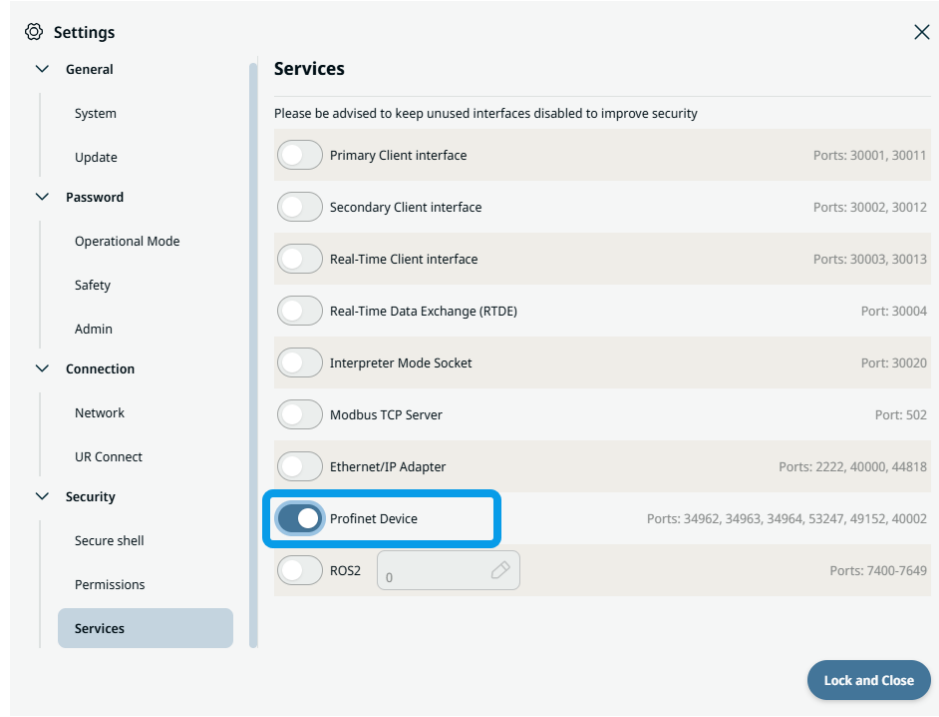 Settings
General
System
Update
Password
Operational Mode
Safety
Admin
Connection
Network
UR Connect
Security
Secure shell
Permissions
Services
Services
Please be advised to keep unused interfaces disabled to improve security
Primary Client interface Ports: 30001, 30011
Secondary Client interface Ports: 30002, 30012
Real-Time Client interface Ports: 30003, 30013
Real-Time Data Exchange (RTDE) Port: 30004
Interpreter Mode Socket Port: 30020
Modbus TCP Server Port: 502
Ethernet/IP Adapter Ports: 2222, 40000, 44818
Profinet Device Ports: 34962, 34963, 34964, 53247, 49152, 40002
ROS2 0 Ports: 7400-7649
Lock and Close